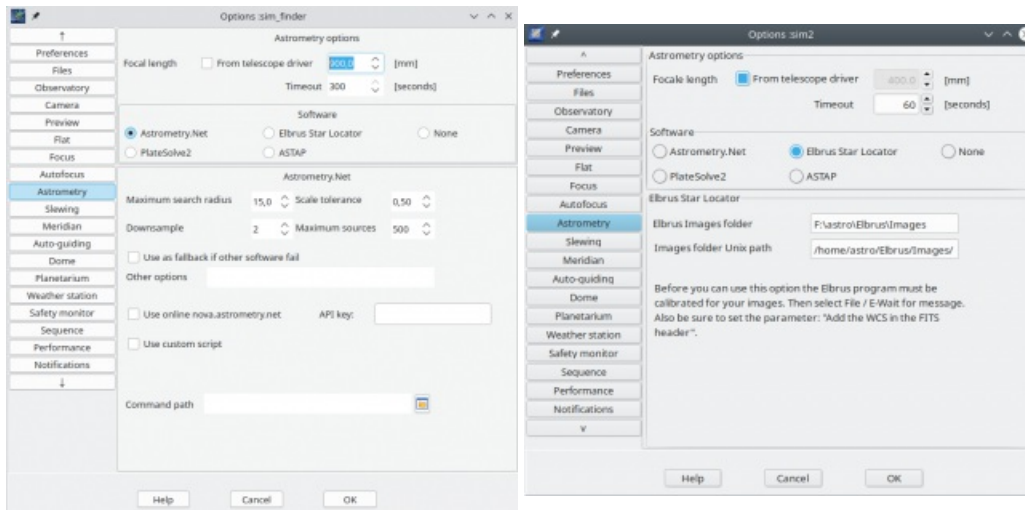 Options :sim_finder
↑
Preferences
Files
Observatory
Camera
Preview
Flat
Focus
Autofocus
Astrometry
Slewing
Meridian
Auto-guiding
Dome
Planetarium
Weather station
Safety monitor
Sequence
Performance
Notifications
↓
Astrometry options
Focal length From telescope driver 900,0 [mm]
Timeout 300 [seconds]
Software
Astrometry.Net Elbrus Star Locator None
PlateSolve2 ASTAP
Astrometry.Net
Maximum search radius 15,0 Scale tolerance 0,50
Downsample 2 Maximum sources 500
Use as fallback if other software fail
Other options
Use online nova.astrometry.net API key:
Use custom script
Command path
Help Cancel OK
Options :sim2
^
Preferences
Files
Observatory
Camera
Preview
Flat
Focus
Autofocus
Astrometry
Slewing
Meridian
Auto-guiding
Dome
Planetarium
Weather station
Safety monitor
Sequence
Performance
Notifications
v
Astrometry options
Focale length From telescope driver 400.0 [mm]
Timeout 60 [seconds]
Software
Astrometry.Net Elbrus Star Locator None
PlateSolve2 ASTAP
Elbrus Star Locator
Elbrus Images folder F:\astro\Elbrus\Images
Images folder Unix path /home/astro/Elbrus/Images/
Before you can use this option the Elbrus program must be
calibrated for your images. Then select File / E-Wait for message.
Also be sure to set the parameter: "Add the WCS in the FITS
header".
Help Cancel OK